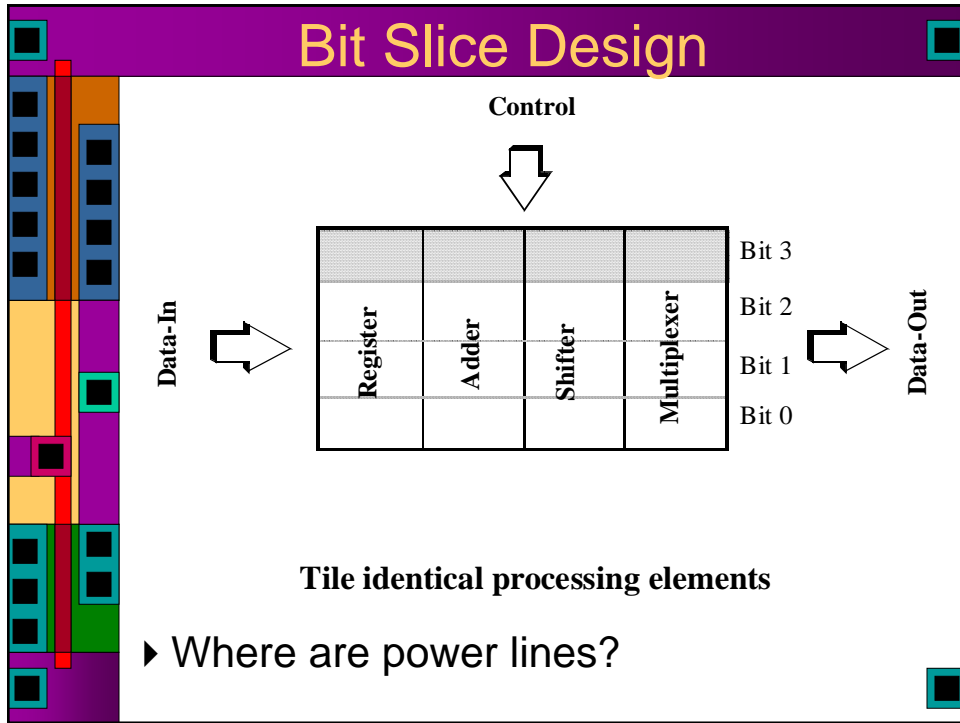 Bit Slice Design
Control
Bit 3
Bit 2
Bit 1
Bit 0
Data-In
Register
Adder
Shifter
Multiplexer
Data-Out
Tile identical processing elements
Where are power lines?